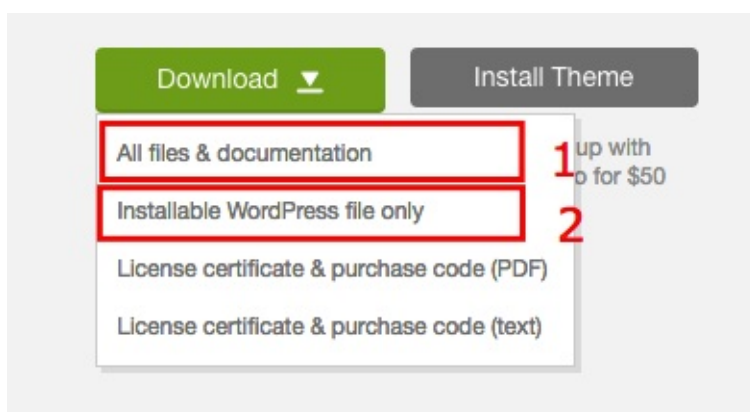 Download
Install Theme
All files & documentation
1
up with
o for $50
Installable WordPress file only
2
License certificate & purchase code (PDF)
License certificate & purchase code (text)